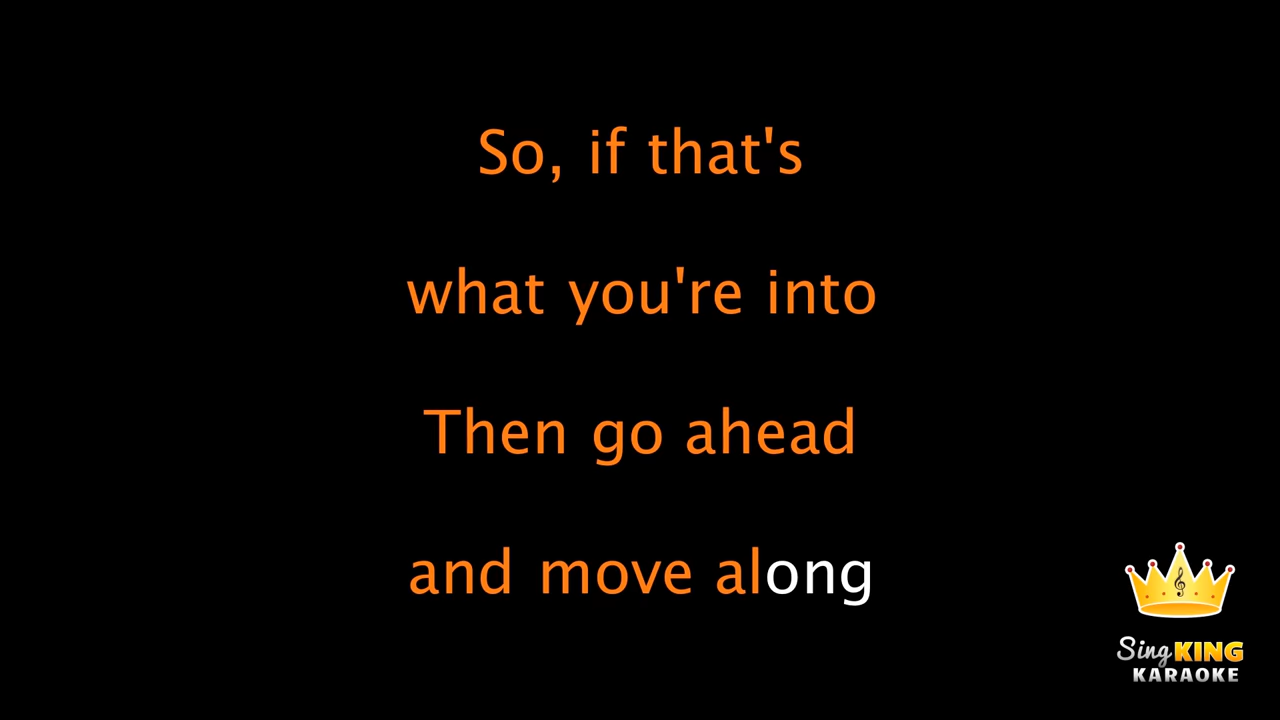 So, if that's
what you're into
Then go ahead
and move along
Sing KING
KARAOKE